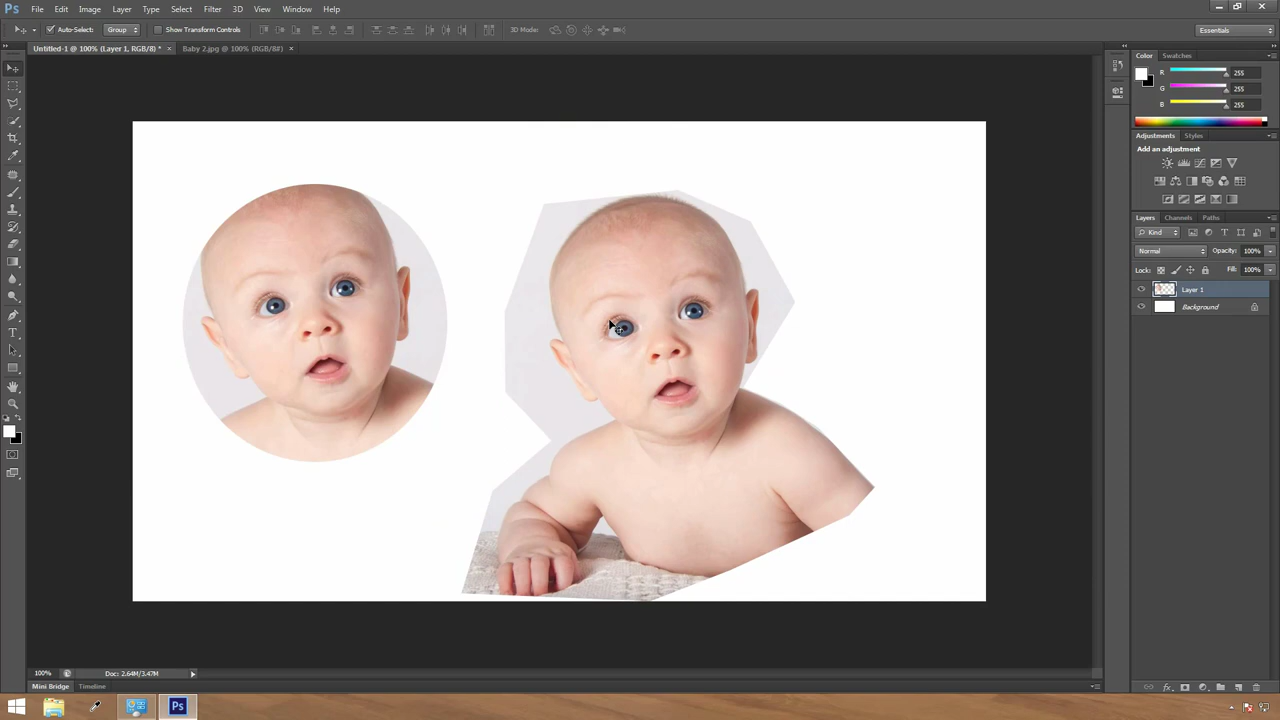 Ps File Edit Image Layer Type Select Filter 3D View Window Help
Auto-Select: Group Show Transform Controls 3D Mode: Essentials
Untitled-1 @ 100% (Layer 1, RGB/8) * × Baby 2.jpg @ 100% (RGB/8#) ×
Color Swatches
R 255
G 255
B 255
Adjustments Styles
Add an adjustment
Layers Channels Paths
Kind
Normal Opacity: 100%
Lock: Fill: 100%
Layer 1
Background
100% Doc: 2.64M/3.47M
Mini Bridge Timeline
Ps